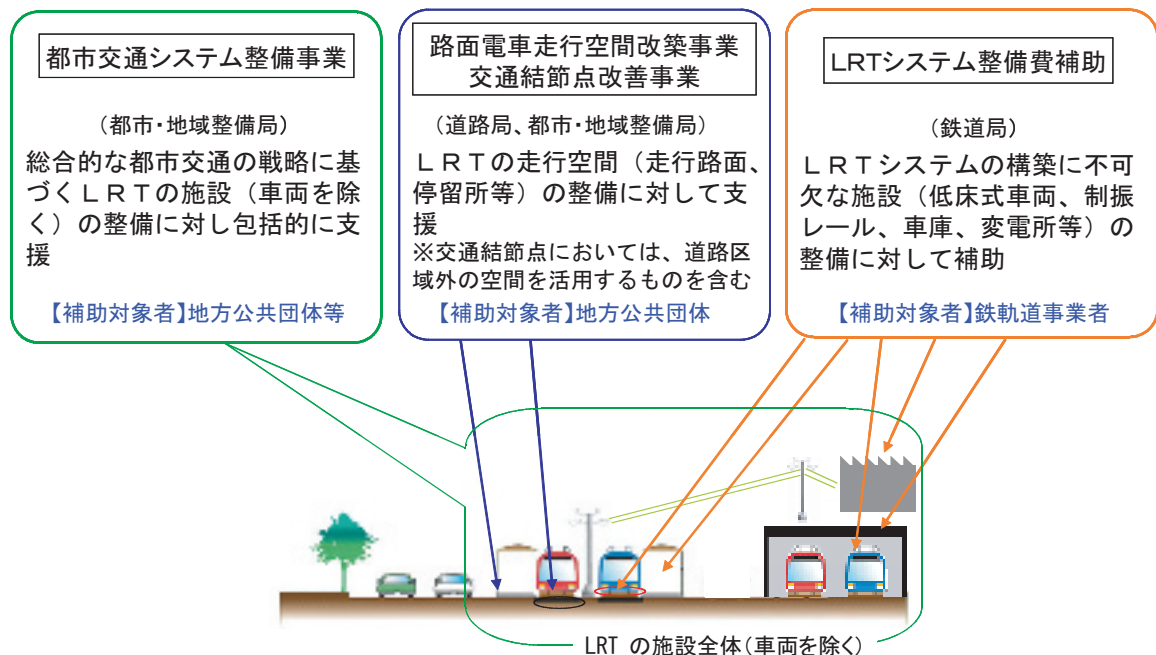 都市交通システム整備事業
(都市・地域整備局)
総合的な都市交通の戦略に基
づくＬＲＴの施設（車両を除
く）の整備に対し包括的に支
援
【補助対象者】地方公共団体等
路面電車走行空間改築事業
交通結節点改善事業
(道路局、都市・地域整備局)
ＬＲＴの走行空間（走行路面、
停留所等）の整備に対して支
援
※交通結節点においては、道路区
域外の空間を活用するものを含む
【補助対象者】地方公共団体
LRTシステム整備費補助
(鉄道局)
ＬＲＴシステムの構築に不可
欠な施設（低床式車両、制振
レール、車庫、変電所等）の
整備に対して補助
【補助対象者】鉄軌道事業者
LRT の施設全体(車両を除く)